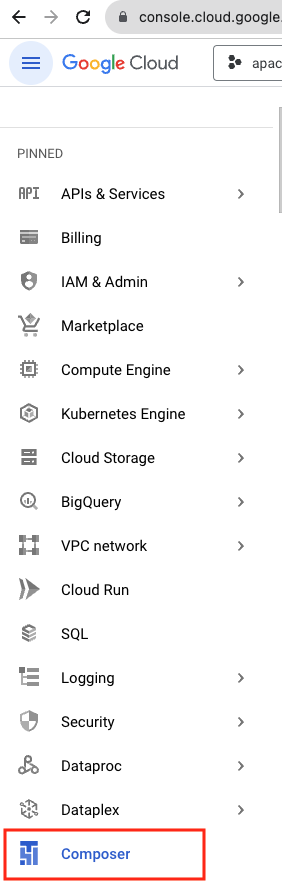 console.cloud.google.
Google Cloud
apac
PINNED
API APIs & Services
Billing
IAM & Admin
Marketplace
Compute Engine
Kubernetes Engine
Cloud Storage
BigQuery
VPC network
Cloud Run
SQL
Logging
Security
Dataproc
Dataplex
Composer